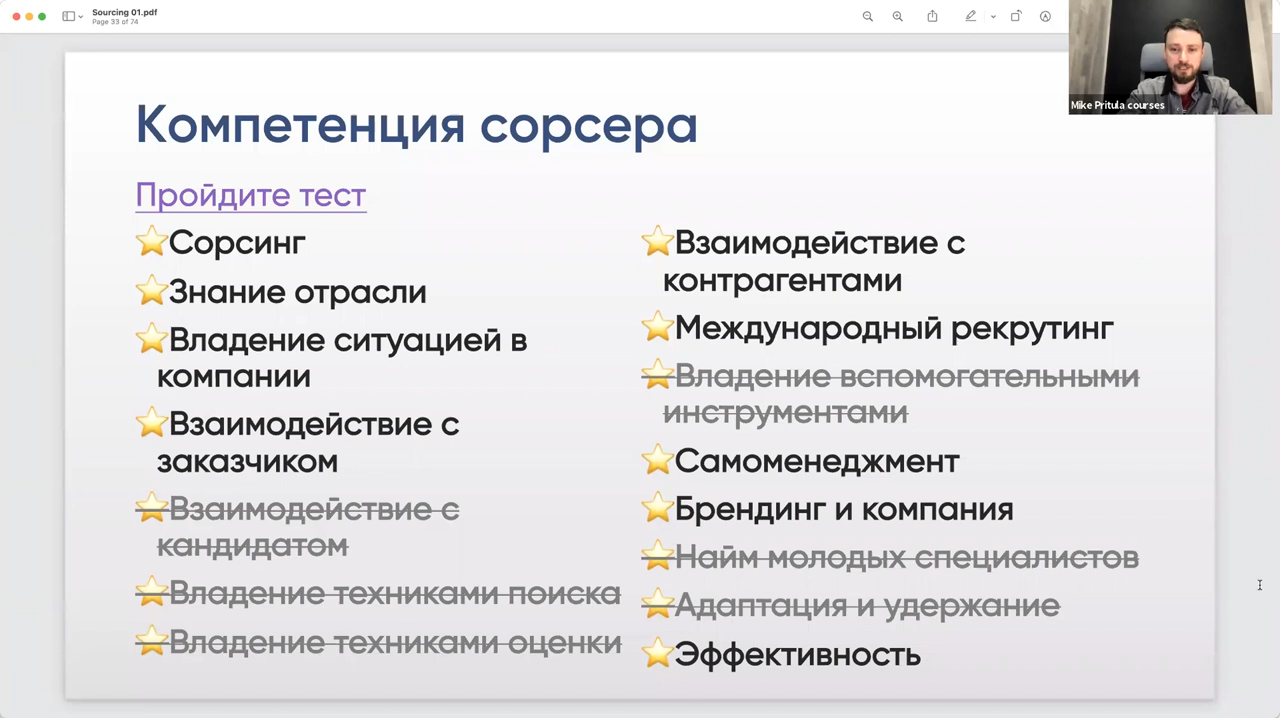 Sourcing 01.pdf
Page 33 of 74
Mike Pritula courses
Компетенция сорсера
Пройдите тест
Сорсинг
Знание отрасли
Владение ситуацией в
компании
Взаимодействие с
заказчиком
Взаимодействие с
кандидатом
Владение техниками поиска
Владение техниками оценки
Взаимодействие с
контрагентами
Международный рекрутинг
Владение вспомогательными
инструментами
Самоменеджмент
Брендинг и компания
Найм молодых специалистов
Адаптация и удержание
Эффективность